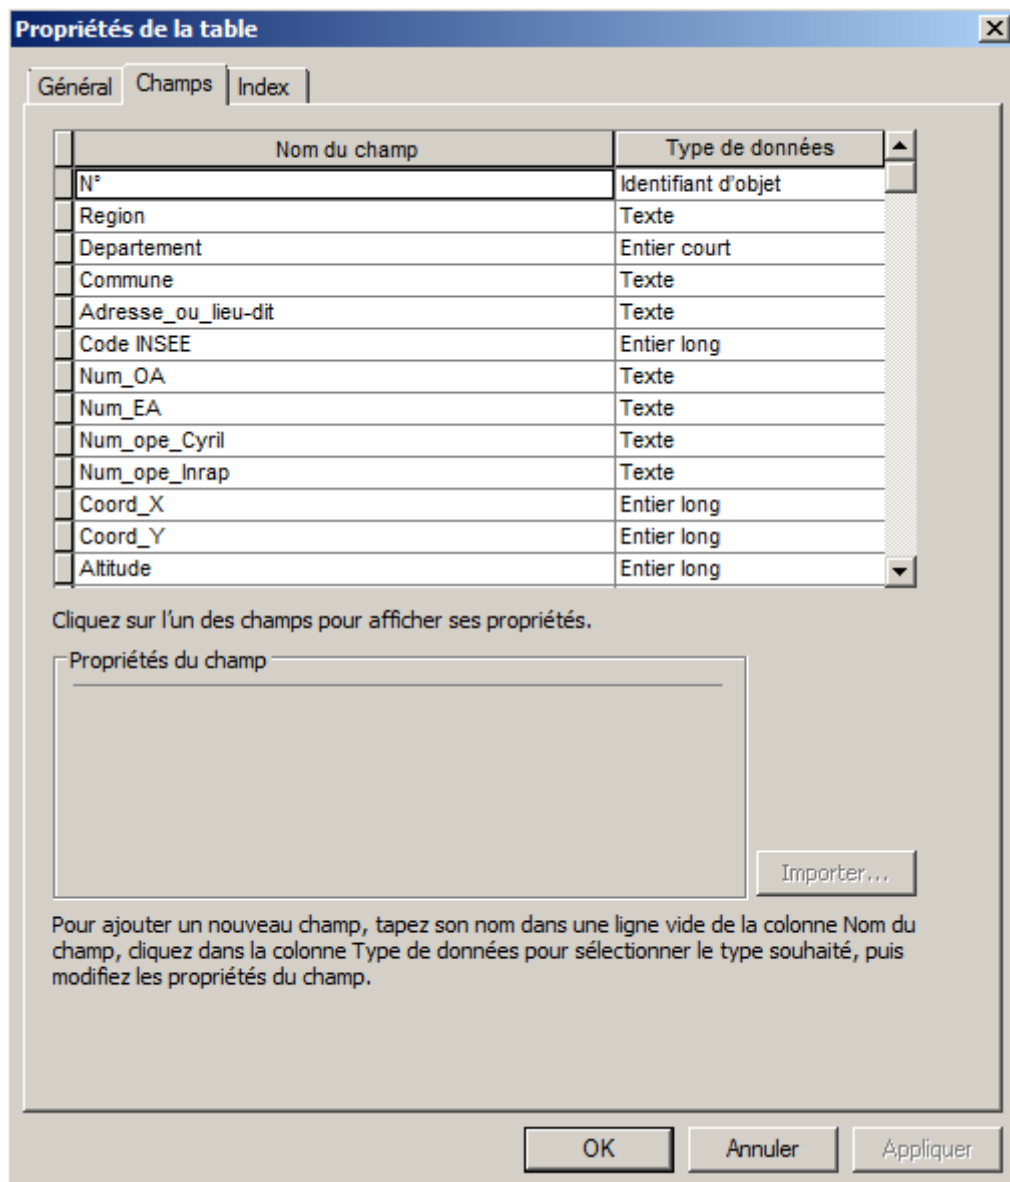 Propriétés de la table
Général Champs Index
Nom du champ Type de données
N° Identifiant d'objet
Region Texte
Departement Entier court
Commune Texte
Adresse_ou_lieu-dit Texte
Code INSEE Entier long
Num_OA Texte
Num_EA Texte
Num_ope_Cyril Texte
Num_ope_Inrap Texte
Coord_X Entier long
Coord_Y Entier long
Altitude Entier long
Cliquez sur l'un des champs pour afficher ses propriétés.
Propriétés du champ
Importer...
Pour ajouter un nouveau champ, tapez son nom dans une ligne vide de la colonne Nom du
champ, cliquez dans la colonne Type de données pour sélectionner le type souhaité, puis
modifiez les propriétés du champ.
OK Annuler Appliquer